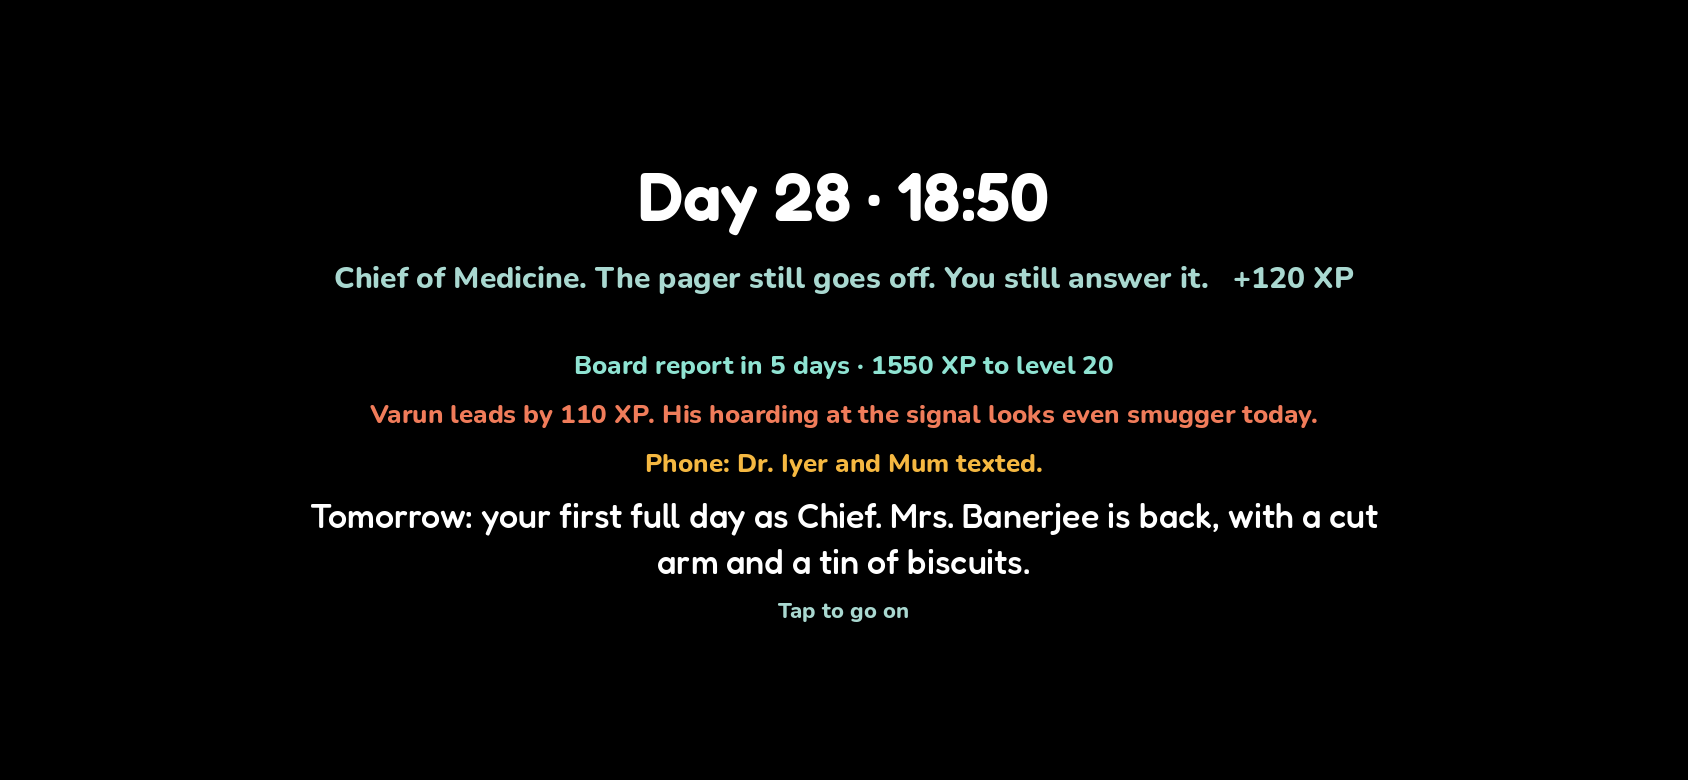 Day 28 · 18:50
Chief of Medicine. The pager still goes off. You still answer it. +120 XP
Board report in 5 days · 1550 XP to level 20
Varun leads by 110 XP. His hoarding at the signal looks even smugger today.
Phone: Dr. Iyer and Mum texted.
Tomorrow: your first full day as Chief. Mrs. Banerjee is back, with a cut
arm and a tin of biscuits.
Tap to go on